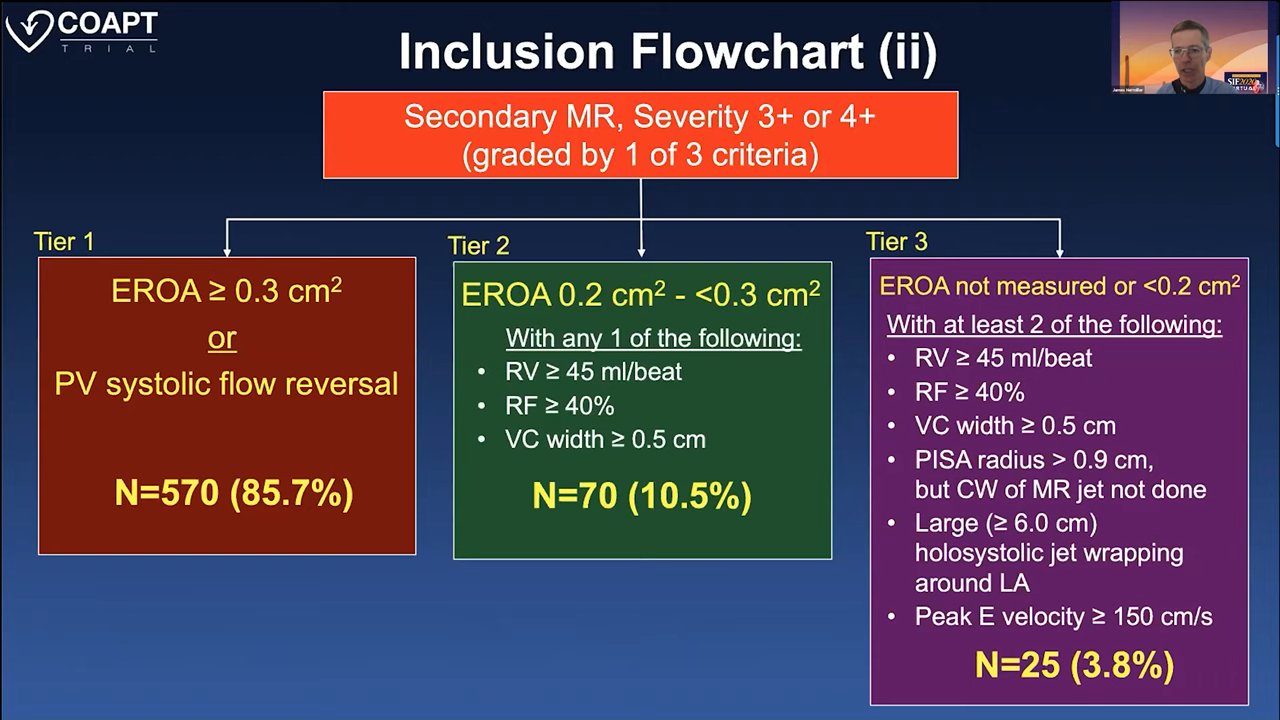 COAPT
TRIAL
Inclusion Flowchart (ii)
Secondary MR, Severity 3+ or 4+
(graded by 1 of 3 criteria)
Tier 1
EROA ≥ 0.3 cm²
or
PV systolic flow reversal
N=570 (85.7%)
Tier 2
EROA 0.2 cm² - <0.3 cm²
With any 1 of the following:
• RV ≥ 45 ml/beat
• RF ≥ 40%
• VC width ≥ 0.5 cm
N=70 (10.5%)
Tier 3
EROA not measured or <0.2 cm²
With at least 2 of the following:
• RV ≥ 45 ml/beat
• RF ≥ 40%
• VC width ≥ 0.5 cm
• PISA radius > 0.9 cm,
but CW of MR jet not done
• Large (≥ 6.0 cm)
holosystolic jet wrapping
around LA
• Peak E velocity ≥ 150 cm/s
N=25 (3.8%)